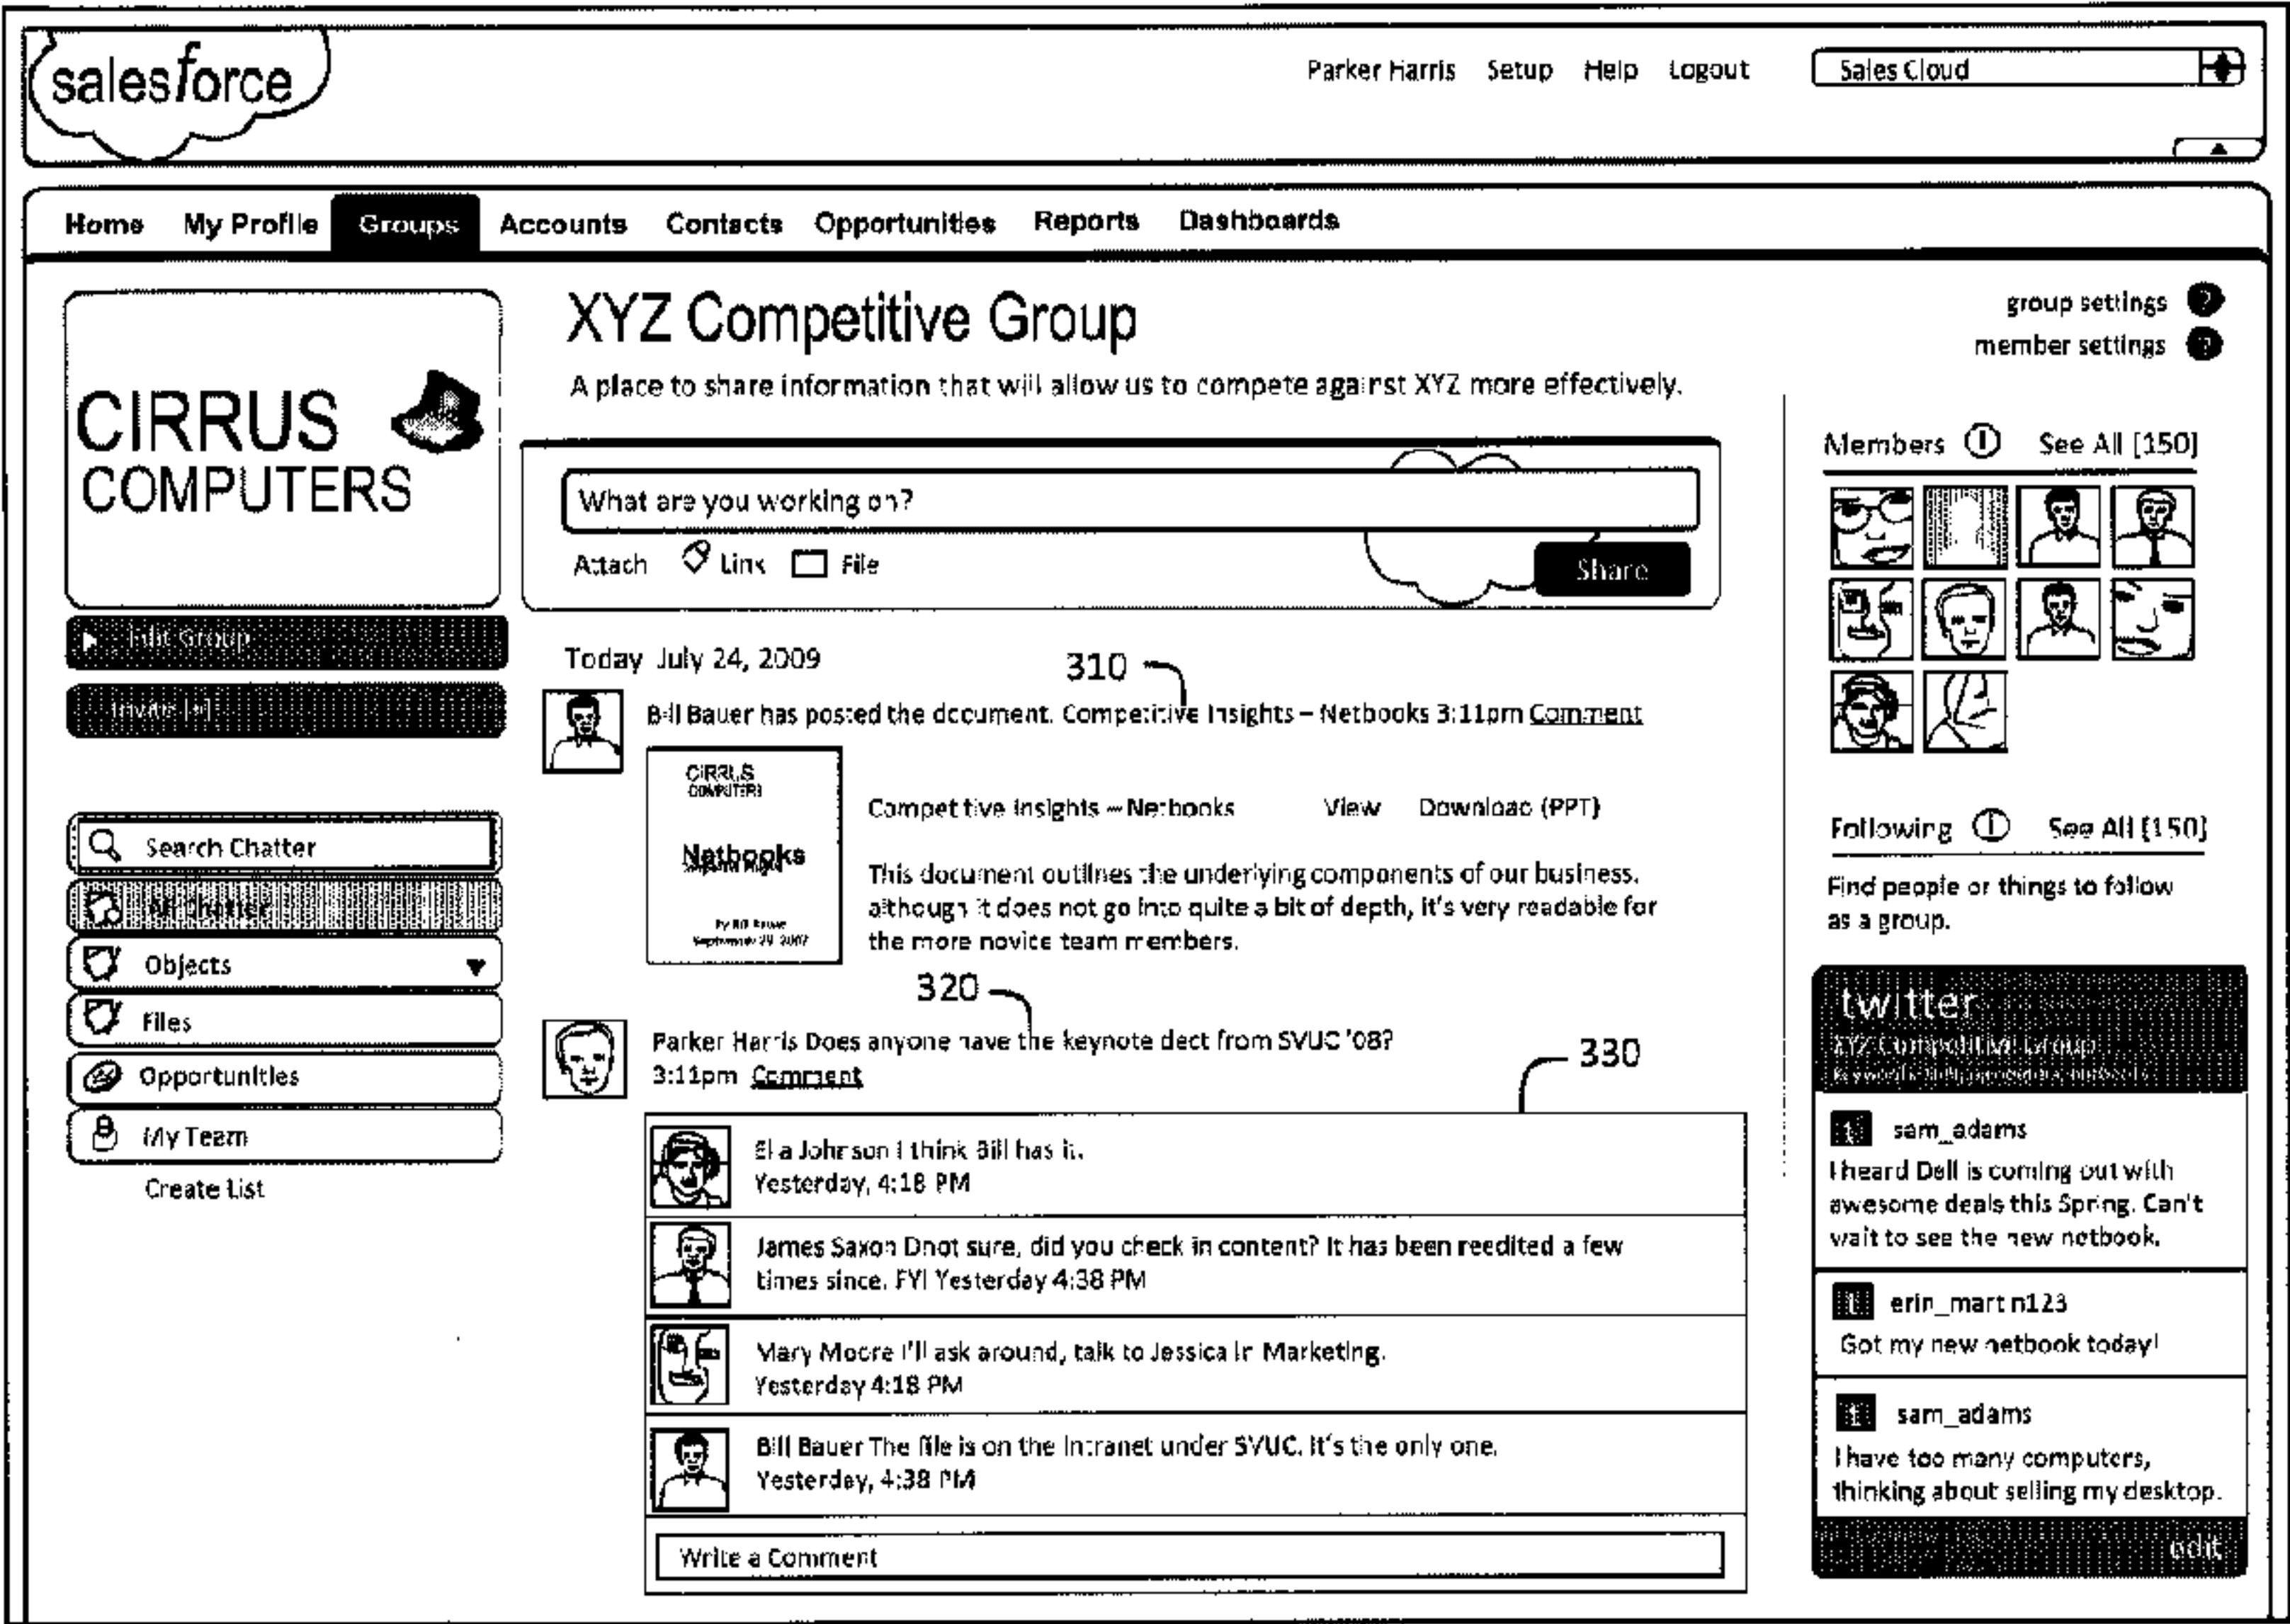 salesforce
Parker Harris Setup Help Logout Sales Cloud
Home My Profile Groups Accounts Contacts Opportunities Reports Dashboards
CIRRUS
COMPUTERS
Edit Group
Invite [+]
Search Chatter
All Chatter
Objects
Files
Opportunities
My Team
Create List
XYZ Competitive Group
A place to share information that will allow us to compete against XYZ more effectively.
What are you working on?
Attach Link File
Share
Today July 24, 2009
310
Bill Bauer has posted the document. Competitive Insights – Netbooks 3:11pm Comment
CIRRUS
COMPUTERS
Netbooks
By Bill Bauer
Competitive Insights – Netbooks View Download (PPT)
This document outlines the underlying components of our business.
although it does not go into quite a bit of depth, it's very readable for
the more novice team members.
320
Parker Harris Does anyone have the keynote dect from SVUC '08?
3:11pm Comment
330
Ella Johnson I think Bill has it.
Yesterday, 4:18 PM
James Saxon Dnot sure, did you check in content? It has been reedited a few
times since. FYI Yesterday 4:38 PM
Mary Moore I'll ask around, talk to Jessica in Marketing.
Yesterday 4:18 PM
Bill Bauer The file is on the Intranet under SVUC. It's the only one.
Yesterday, 4:38 PM
Write a Comment
group settings ?
member settings ?
Members See All [150]
Following See All [150]
Find people or things to follow
as a group.
twitter
XYZ Competitive Group
t sam_adams
I heard Dell is coming out with
awesome deals this Spring. Can't
wait to see the new netbook.
t erin_martin123
Got my new netbook today!
t sam_adams
I have too many computers,
thinking about selling my desktop.
edit